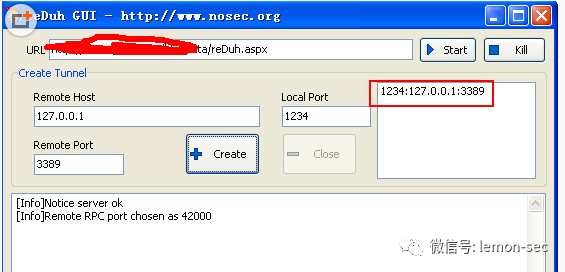 reDuh GUI - http://www.nosec.org
URL
ta/reDuh.aspx
Start
Kill
Create Tunnel
Remote Host
Local Port
1234:127.0.0.1:3389
127.0.0.1
1234
Remote Port
3389
Create
Close
[Info]Notice server ok
[Info]Remote RPC port chosen as 42000
微信号: lemon-sec